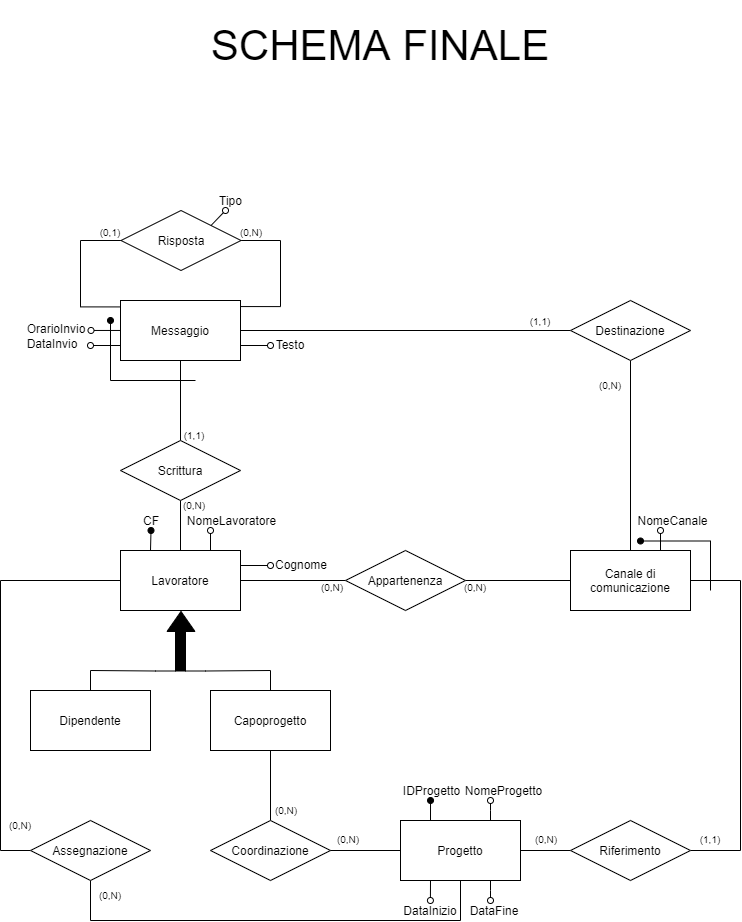 SCHEMA FINALE
Tipo
(0,1)
Risposta
(0,N)
OrarioInvio
DataInvio
Messaggio
Testo
(1,1)
Destinazione
(0,N)
(1,1)
Scrittura
(0,N)
CF
NomeLavoratore
NomeCanale
Lavoratore
Cognome
(0,N)
Appartenenza
(0,N)
Canale di
comunicazione
Dipendente
Capoprogetto
(0,N)
Assegnazione
(0,N)
(0,N)
Coordinazione
(0,N)
IDProgetto
NomeProgetto
Progetto
(0,N)
Riferimento
(1,1)
DataInizio
DataFine